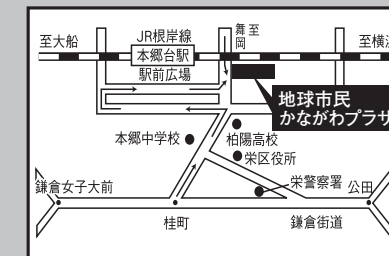 至大船
JR根岸線
本郷台駅
駅前広場
至
舞
岡
至横
地球市民
かながわプラザ
本郷中学校
柏陽高校
栄区役所
栄警察署
鎌倉女子大前
公田
桂町
鎌倉街道